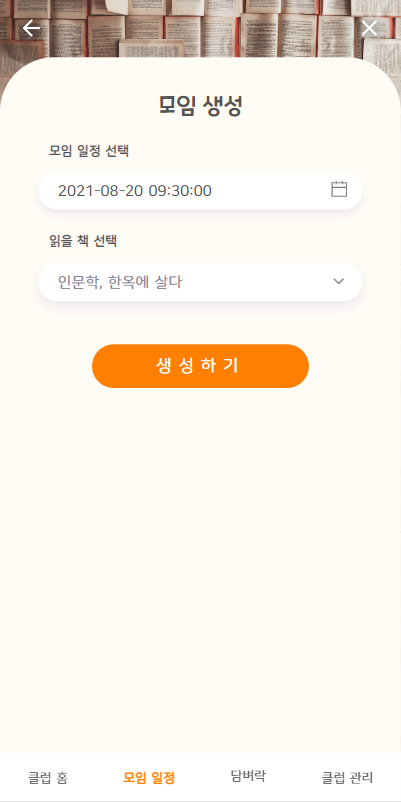 모임 생성
모임 일정 선택
2021-08-20 09:30:00
읽을 책 선택
인문학, 한옥에 살다
생 성 하 기
클럽 홈
모임 일정
담벼락
클럽 관리